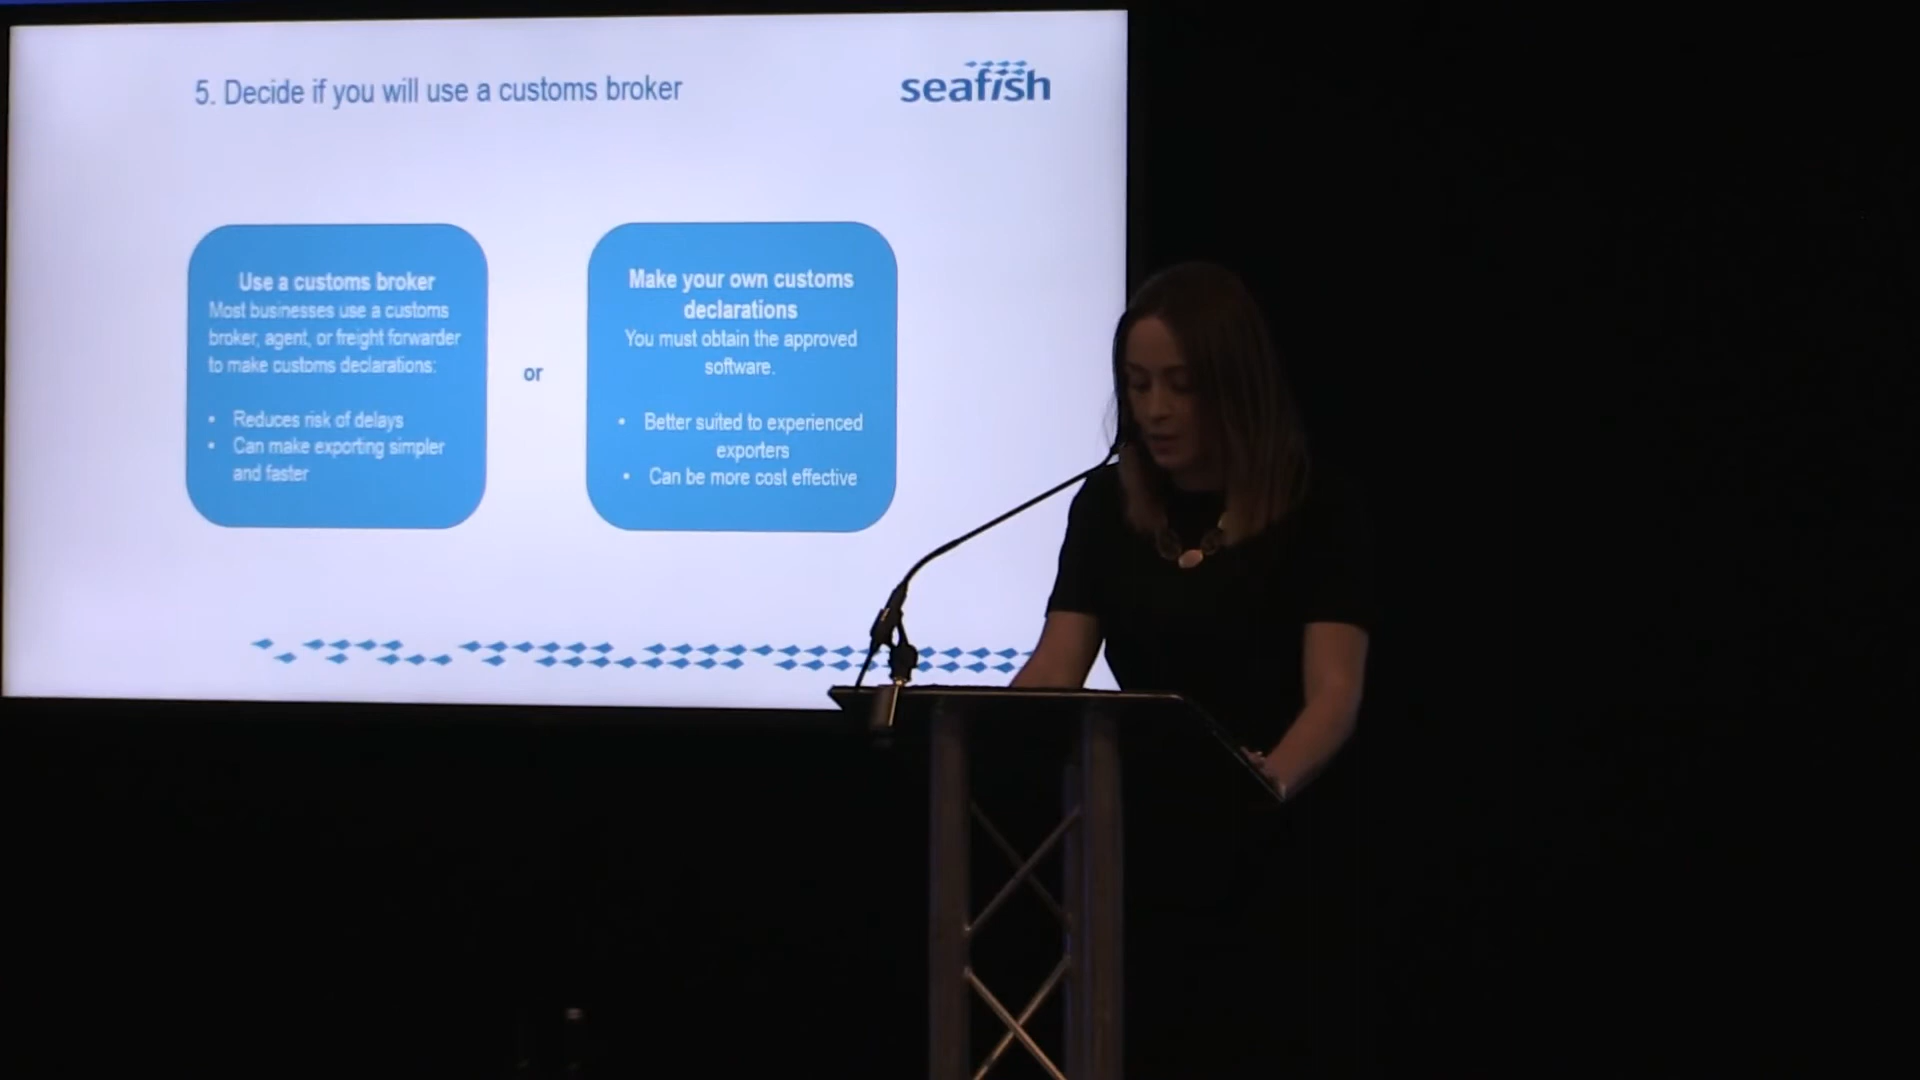 5. Decide if you will use a customs broker
seafish
Use a customs broker
Most businesses use a customs
broker, agent, or freight forwarder
to make customs declarations:
• Reduces risk of delays
• Can make exporting simpler
and faster
or
Make your own customs
declarations
You must obtain the approved
software.
• Better suited to experienced
exporters
• Can be more cost effective